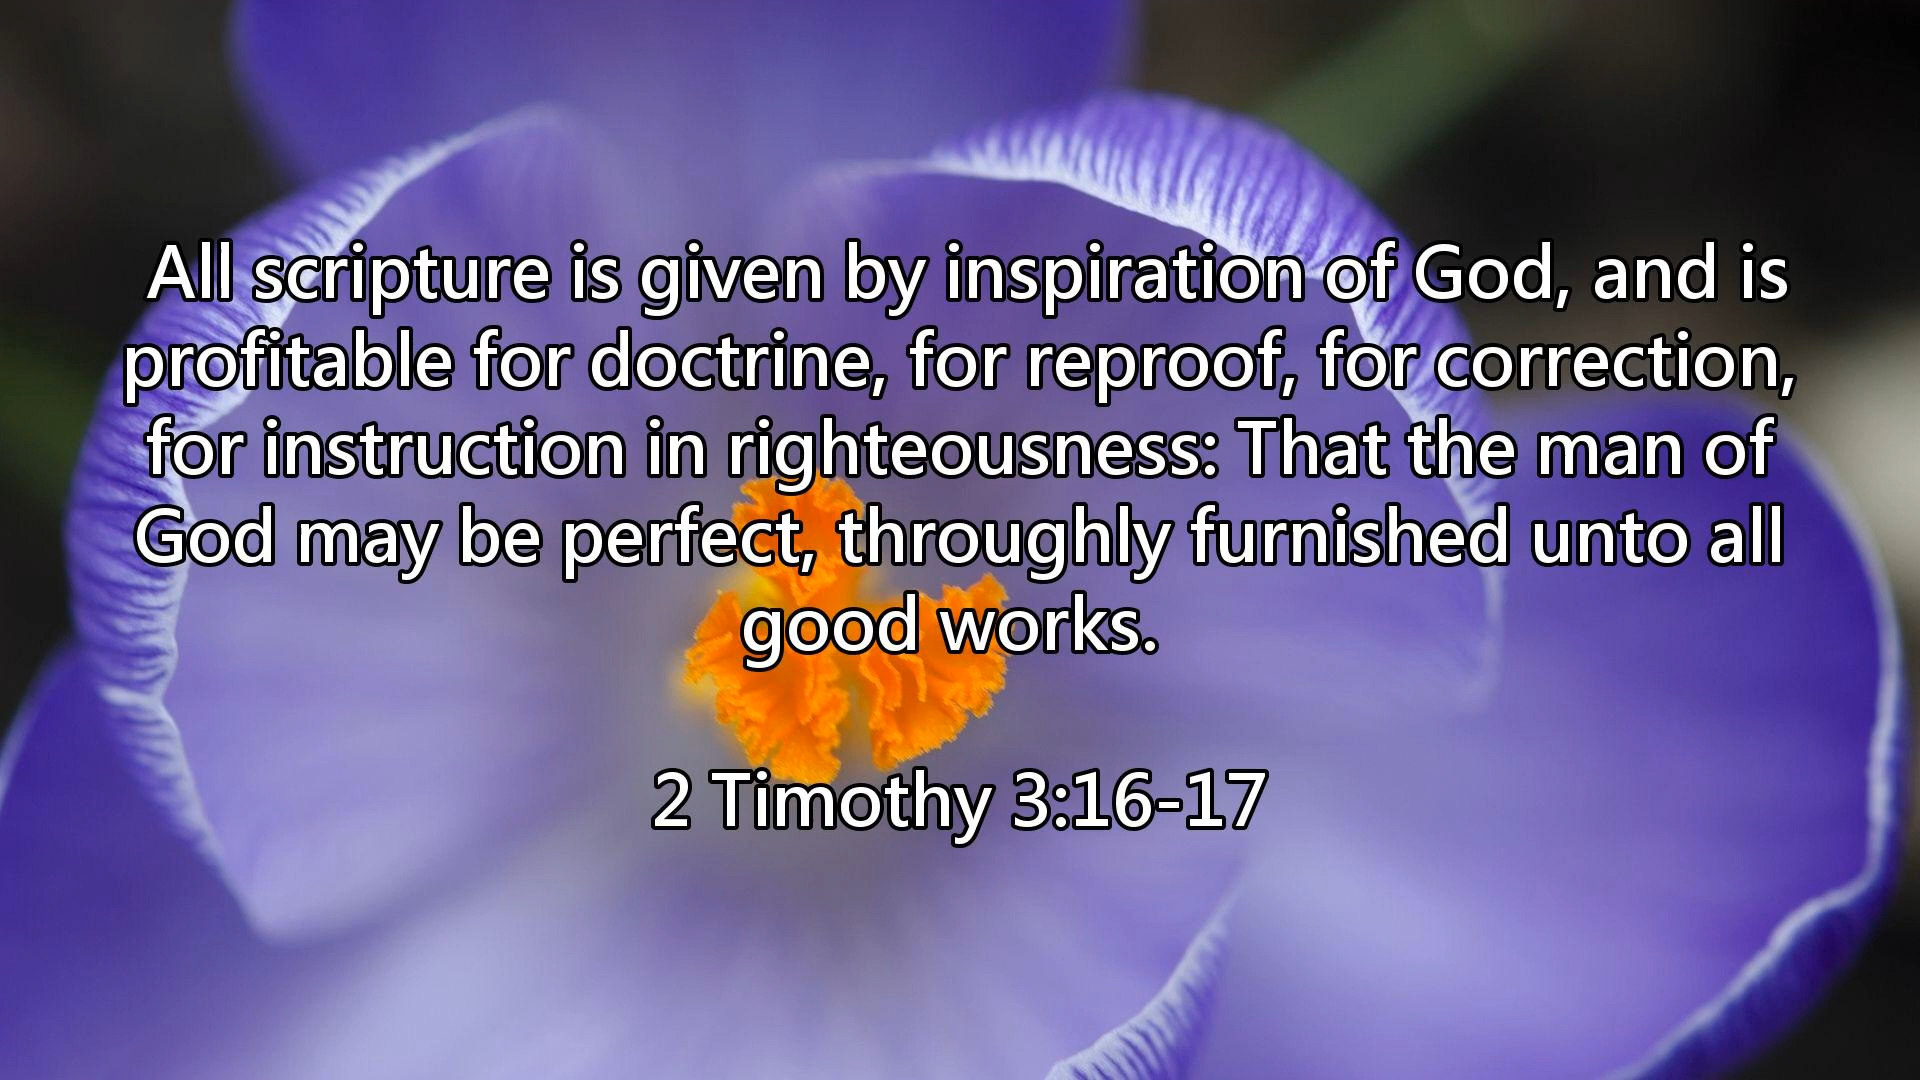 All scripture is given by inspiration of God, and is
profitable for doctrine, for reproof, for correction,
for instruction in righteousness: That the man of
God may be perfect, throughly furnished unto all
good works.
2 Timothy 3:16-17